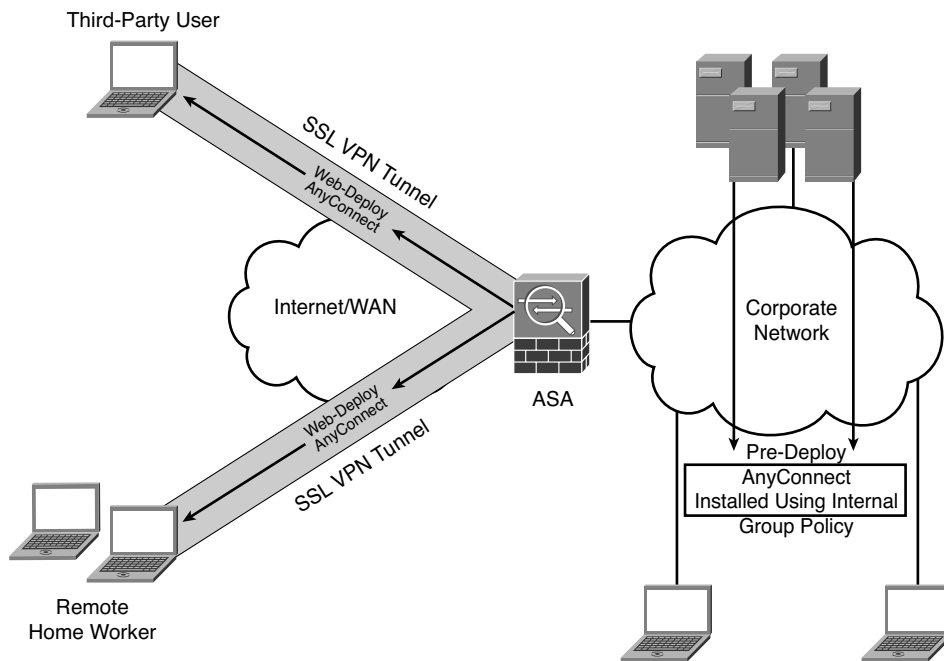 Third-Party User
SSL VPN Tunnel
Web-Deploy
AnyConnect
Internet/WAN
Corporate
Network
ASA
Web-Deploy
AnyConnect
SSL VPN Tunnel
Pre-Deploy
AnyConnect
Installed Using Internal
Group Policy
Remote
Home Worker